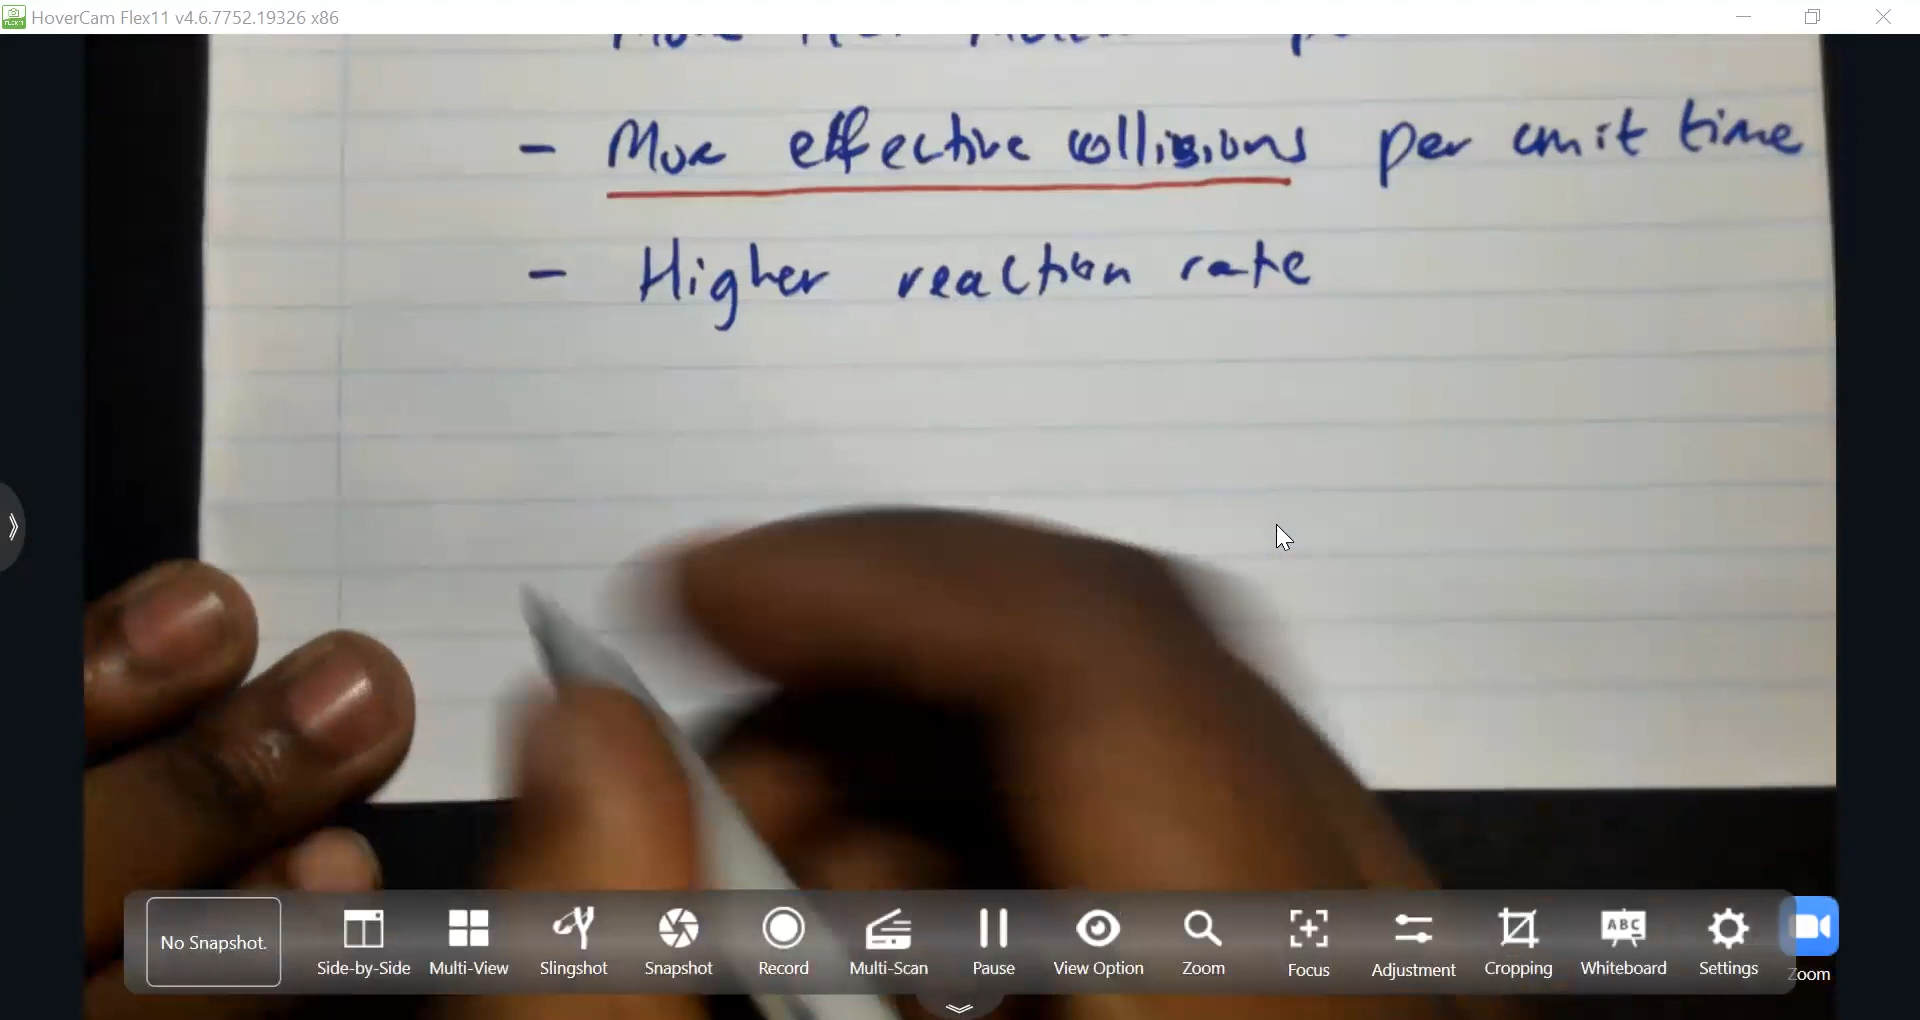 HoverCam Flex11 v4.6.7752.19326 x86
- More effective collisions per unit time
- Higher reaction rate
No Snapshot.
Side-by-Side Multi-View Slingshot Snapshot Record Multi-Scan Pause View Option Zoom Focus Adjustment Cropping Whiteboard Settings Zoom